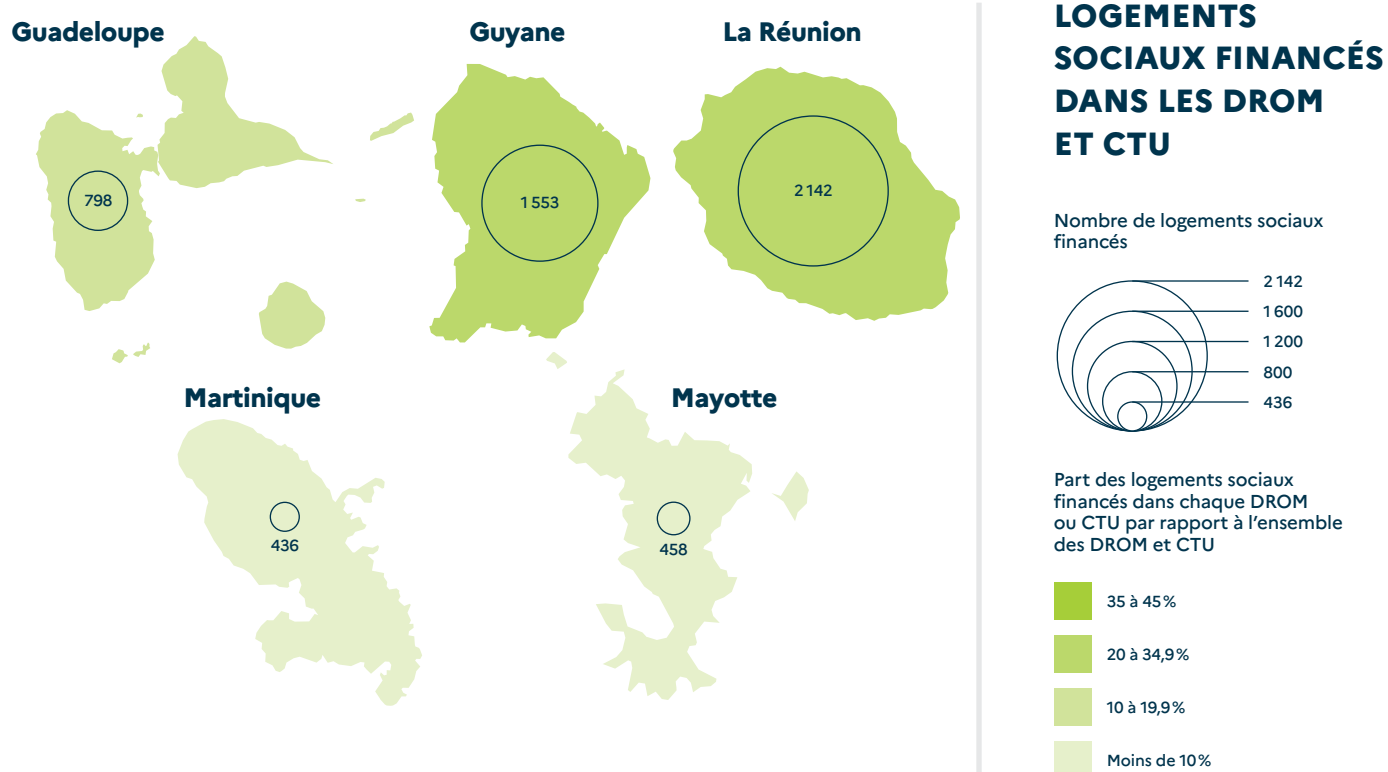 Guadeloupe
798
Guyane
1 553
La Réunion
2 142
Martinique
436
Mayotte
458
LOGEMENTS
SOCIAUX FINANCÉS
DANS LES DROM
ET CTU
Nombre de logements sociaux
financés
2 142
1 600
1 200
800
436
Part des logements sociaux
financés dans chaque DROM
ou CTU par rapport à l’ensemble
des DROM et CTU
35 à 45 %
20 à 34,9 %
10 à 19,9 %
Moins de 10 %